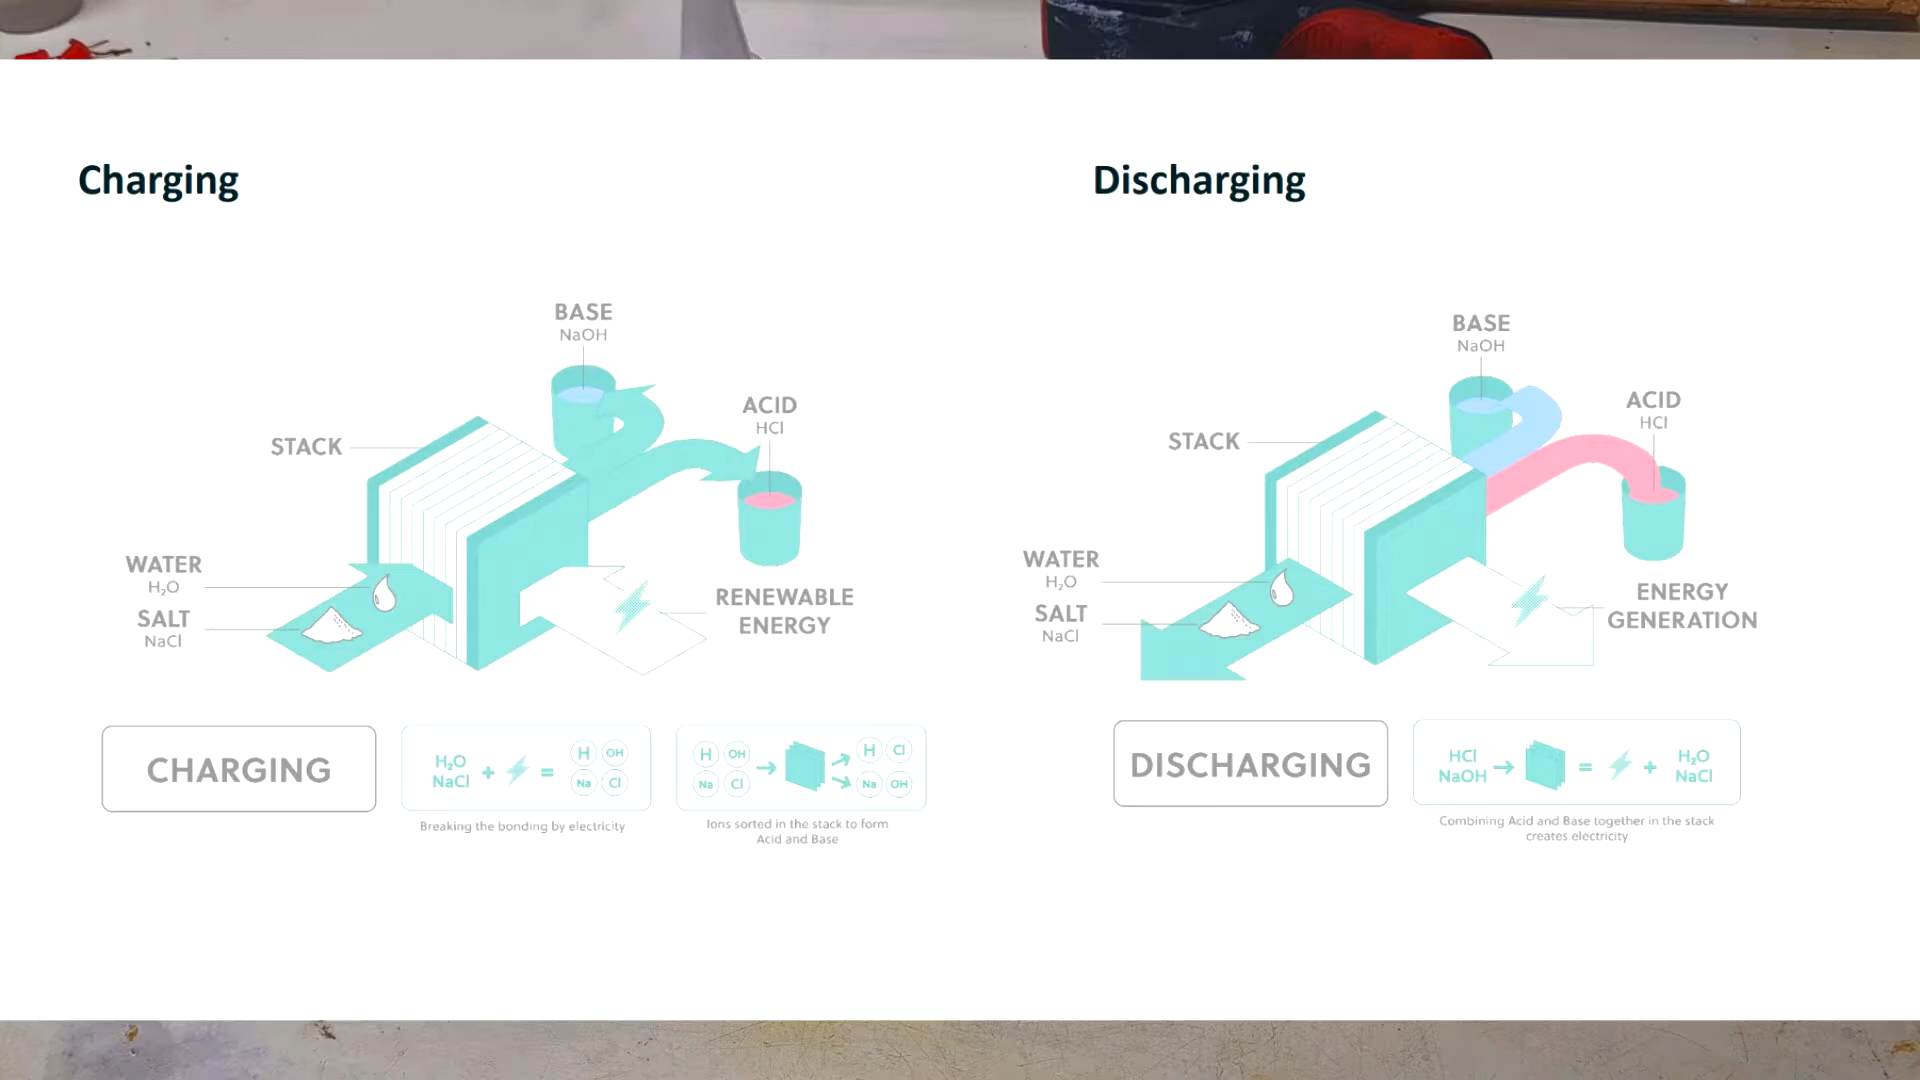 Charging
BASE
NaOH
ACID
HCl
STACK
WATER
H₂O
SALT
NaCl
RENEWABLE
ENERGY
CHARGING
H₂O
NaCl
+
=
H OH
Na Cl
Breaking the bonding by electricity
H OH
Na Cl
H Cl
Na OH
Ions sorted in the stack to form
Acid and Base
Discharging
BASE
NaOH
ACID
HCl
STACK
WATER
H₂O
SALT
NaCl
ENERGY
GENERATION
DISCHARGING
HCl
NaOH
=
+
H₂O
NaCl
Combining Acid and Base together in the stack
creates electricity